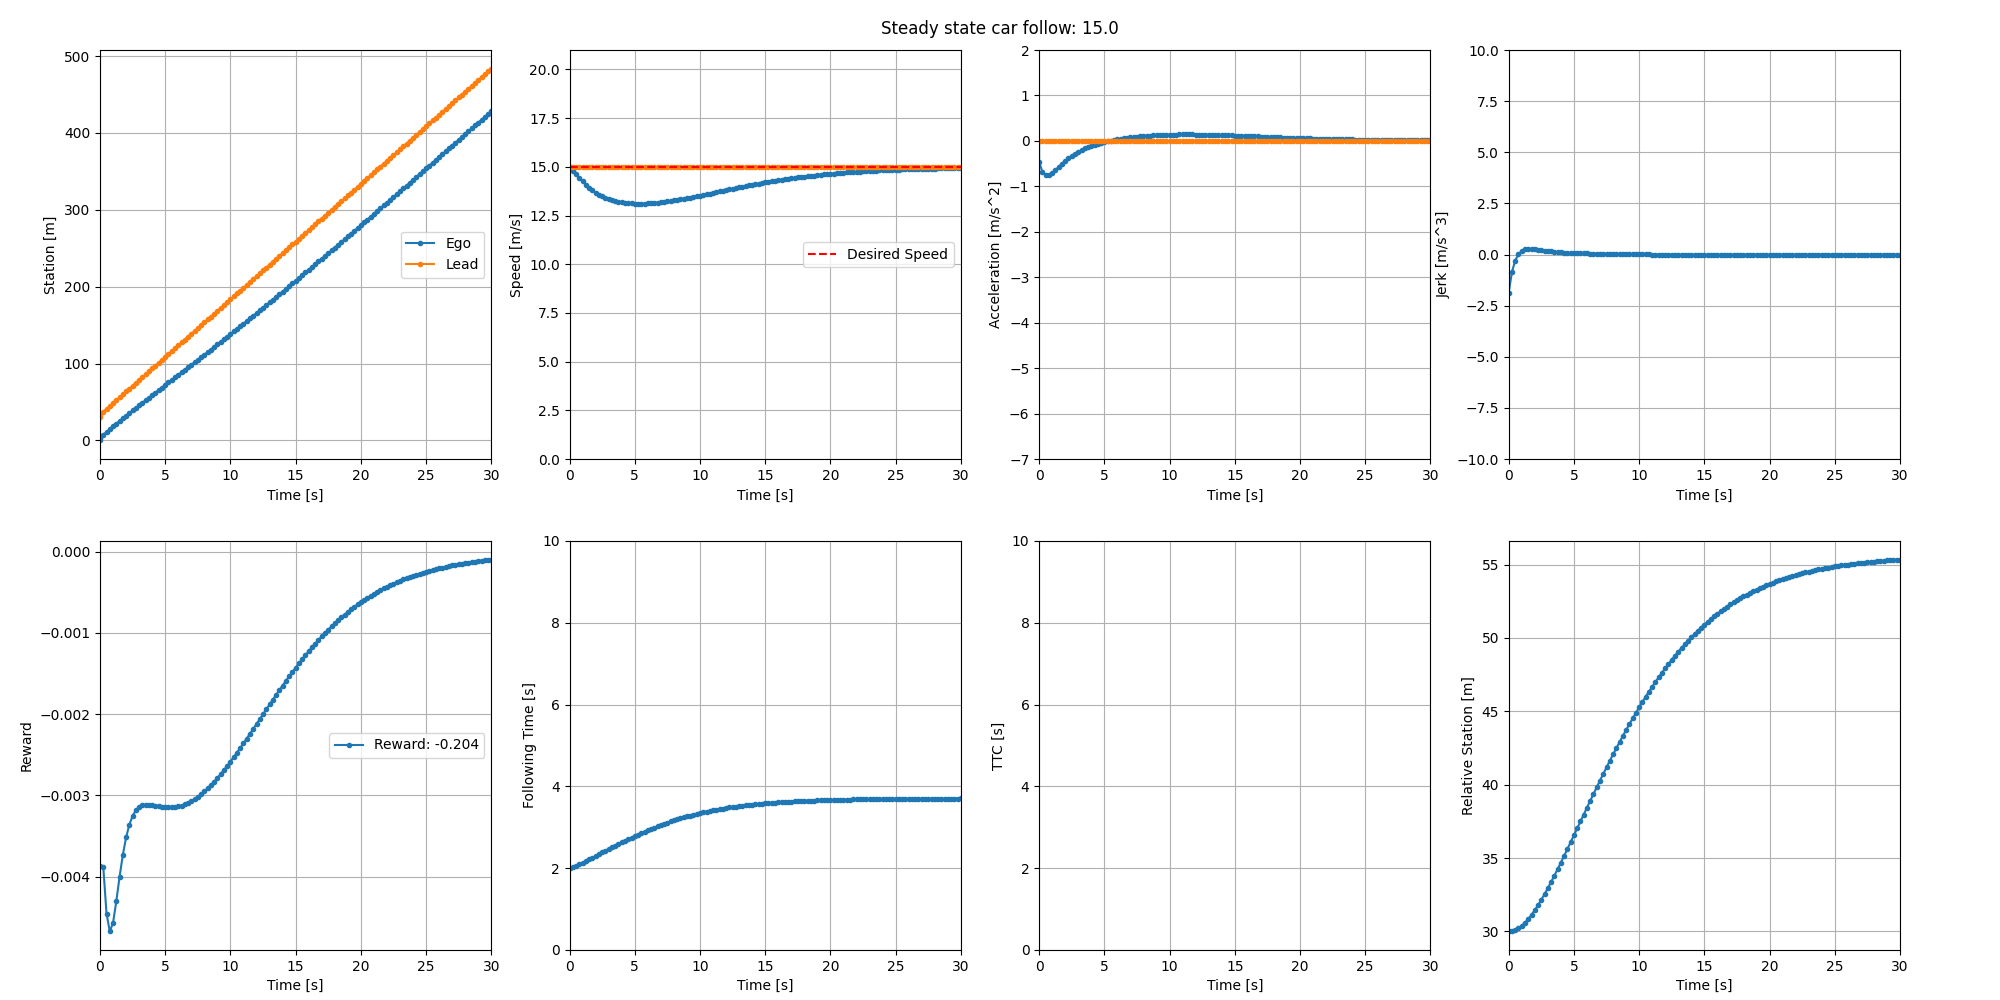 Steady state car follow: 15.0
Station [m]
500
400
300
200
100
0
0 5 10 15 20 25 30
Time [s]
Ego
Lead
Speed [m/s]
20.0
17.5
15.0
12.5
10.0
7.5
5.0
2.5
0.0
0 5 10 15 20 25 30
Time [s]
Desired Speed
Acceleration [m/s^2]
2
1
0
−1
−2
−3
−4
−5
−6
−7
0 5 10 15 20 25 30
Time [s]
Jerk [m/s^3]
10.0
7.5
5.0
2.5
0.0
−2.5
−5.0
−7.5
−10.0
0 5 10 15 20 25 30
Time [s]
Reward
0.000
−0.001
−0.002
−0.003
−0.004
0 5 10 15 20 25 30
Time [s]
Reward: -0.204
Following Time [s]
10
8
6
4
2
0
0 5 10 15 20 25 30
Time [s]
TTC [s]
10
8
6
4
2
0
0 5 10 15 20 25 30
Time [s]
Relative Station [m]
55
50
45
40
35
30
0 5 10 15 20 25 30
Time [s]